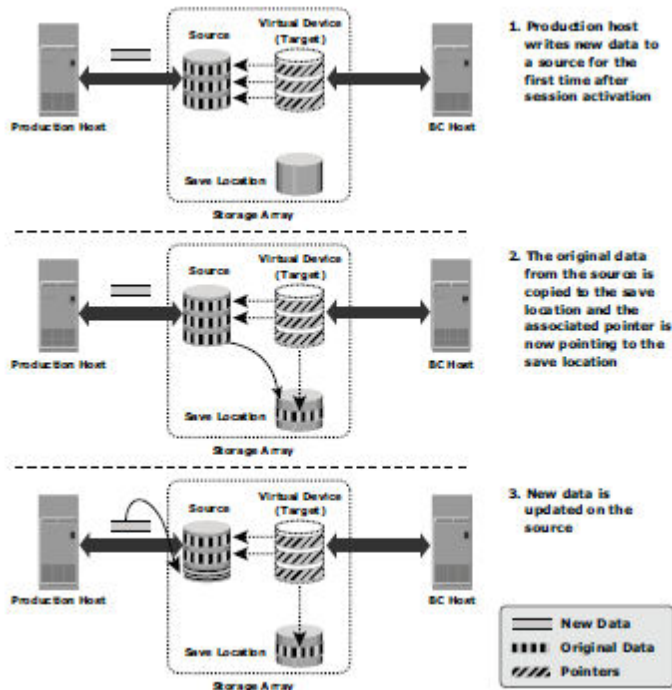 Source
Virtual Device
(Target)
Production Host
BC Host
Save Location
Storage Array
1. Production host
writes new data to
a source for the
first time after
session activation
Source
Virtual Device
(Target)
Production Host
BC Host
Save Location
Storage Array
2. The original data
from the source is
copied to the save
location and the
associated pointer is
now pointing to the
save location
Source
Virtual Device
(Target)
Production Host
BC Host
Save Location
Storage Array
3. New data is
updated on the
source
New Data
Original Data
Pointers